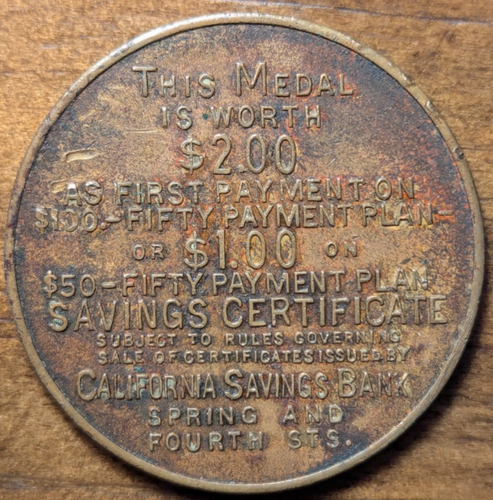 THIS MEDAL
IS WORTH
$2.00
AS FIRST PAYMENT ON
$100.-FIFTY PAYMENT PLAN-
OR $1.00 ON
$50-FIFTY PAYMENT PLAN
SAVINGS CERTIFICATE
SUBJECT TO RULES GOVERNING
SALE OF CERTIFICATES ISSUED BY
CALIFORNIA SAVINGS BANK
SPRING AND
FOURTH STS.